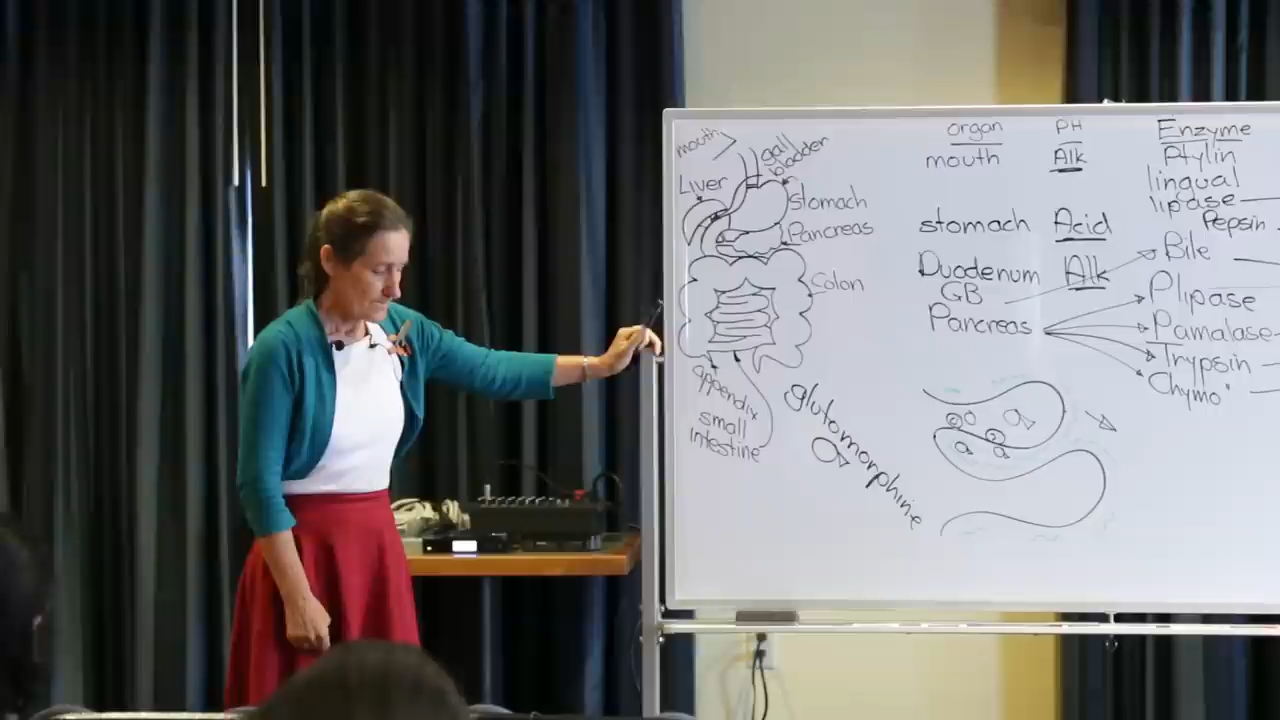 mouth
gall
bladder
Liver
stomach
Pancreas
Colon
appendix
small
intestine
glutomorphine
organ PH Enzyme
mouth Alk Ptylin
lingual
lipase
stomach Acid Pepsin
Duodenum Alk Bile
GB
Pancreas Plipase
Pamalase
Trypsin
Chymo"